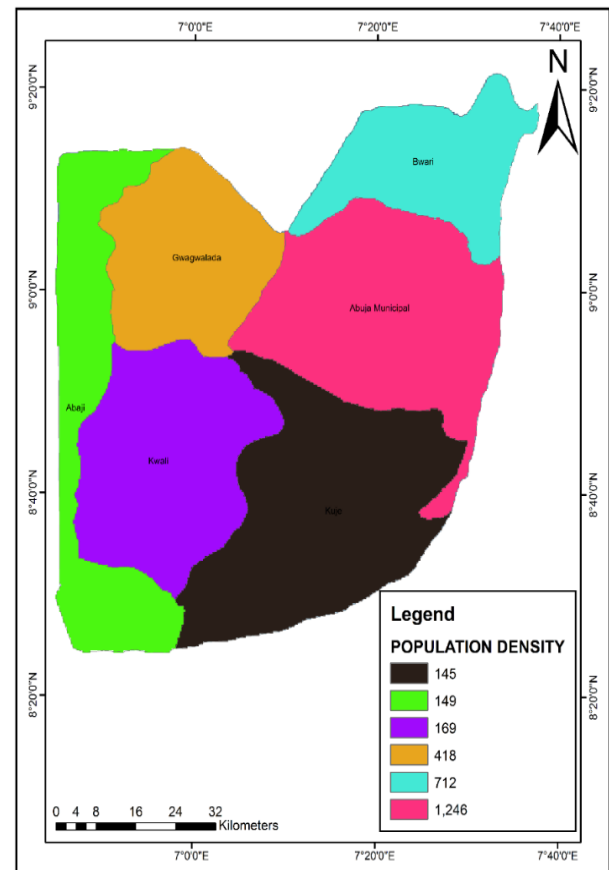 7°0'0"E 7°20'0"E 7°40'0"E
N
9°20'0"N 9°20'0"N
Bwari
Gwagwalada
9°0'0"N 9°0'0"N
Abuja Municipal
Abaji
Kwali
8°40'0"N 8°40'0"N
Kuje
Legend
POPULATION DENSITY
145
149
169
418
712
1,246
8°20'0"N 8°20'0"N
0 4 8 16 24 32
Kilometers
7°0'0"E 7°20'0"E 7°40'0"E